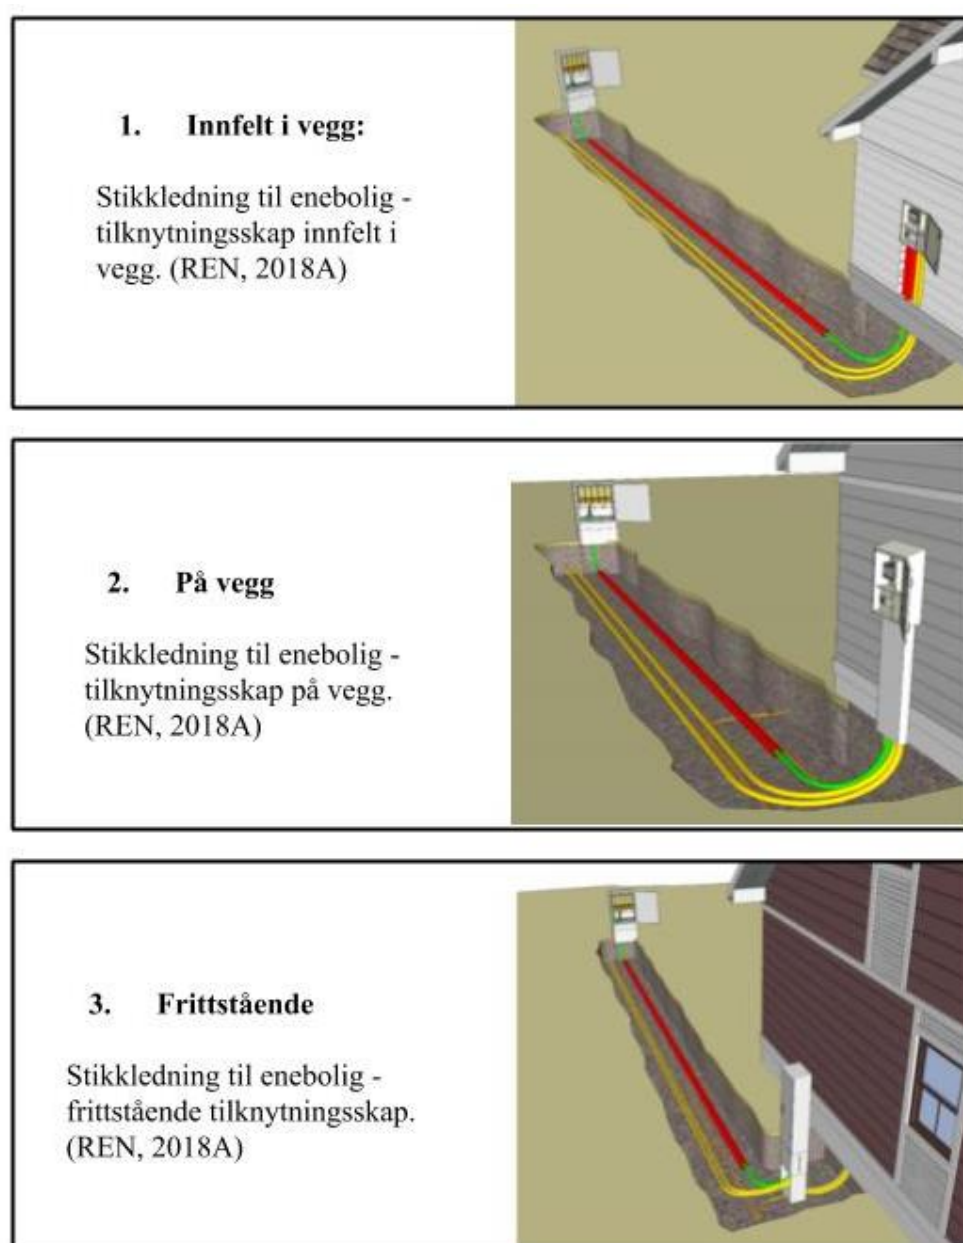 1. Innfelt i vegg:
Stikkledning til enebolig -
tilknytningsskap innfelt i
vegg. (REN, 2018A)
2. På vegg
Stikkledning til enebolig -
tilknytningsskap på vegg.
(REN, 2018A)
3. Frittstående
Stikkledning til enebolig -
frittstående tilknytningsskap.
(REN, 2018A)